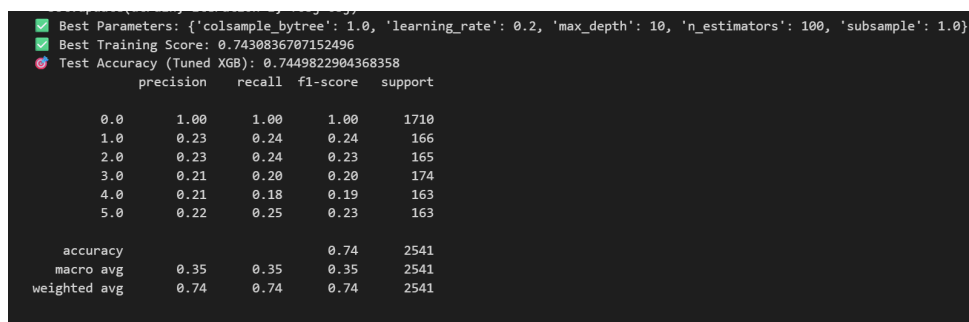 ✅ Best Parameters: {'colsample_bytree': 1.0, 'learning_rate': 0.2, 'max_depth': 10, 'n_estimators': 100, 'subsample': 1.0}
✅ Best Training Score: 0.7430836707152496
🎯 Test Accuracy (Tuned XGB): 0.7449822904368358
precision recall f1-score support
0.0 1.00 1.00 1.00 1710
1.0 0.23 0.24 0.24 166
2.0 0.23 0.24 0.23 165
3.0 0.21 0.20 0.20 174
4.0 0.21 0.18 0.19 163
5.0 0.22 0.25 0.23 163
accuracy 0.74 2541
macro avg 0.35 0.35 0.35 2541
weighted avg 0.74 0.74 0.74 2541